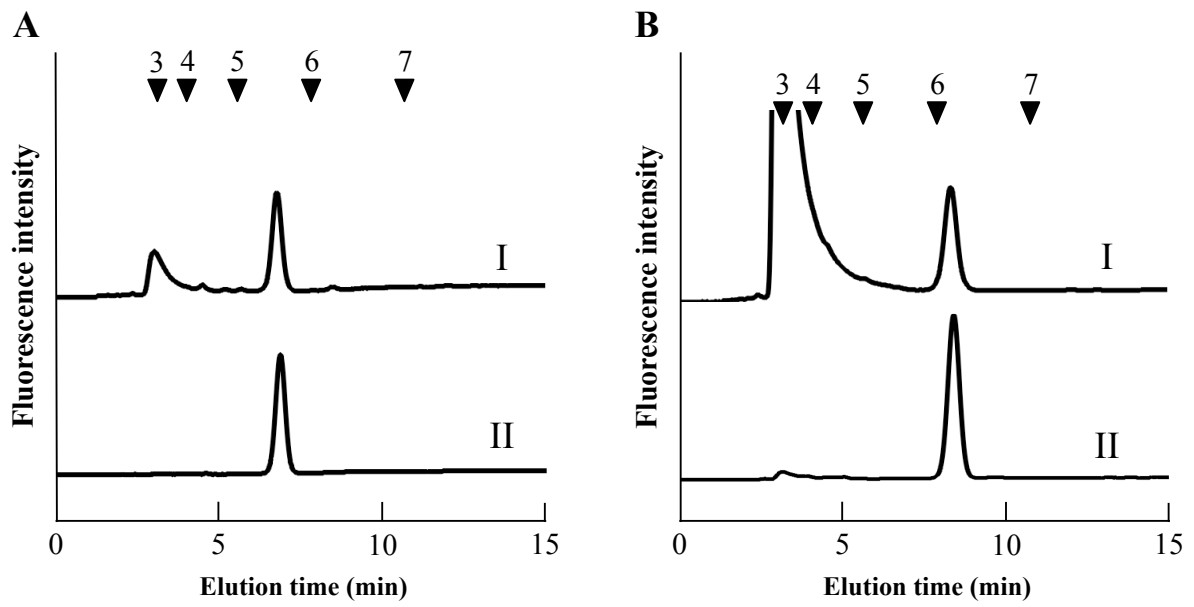 A
3 4 5 6 7
Fluorescence intensity
I
II
0 5 10 15
Elution time (min)
B
3 4 5 6 7
Fluorescence intensity
I
II
0 5 10 15
Elution time (min)